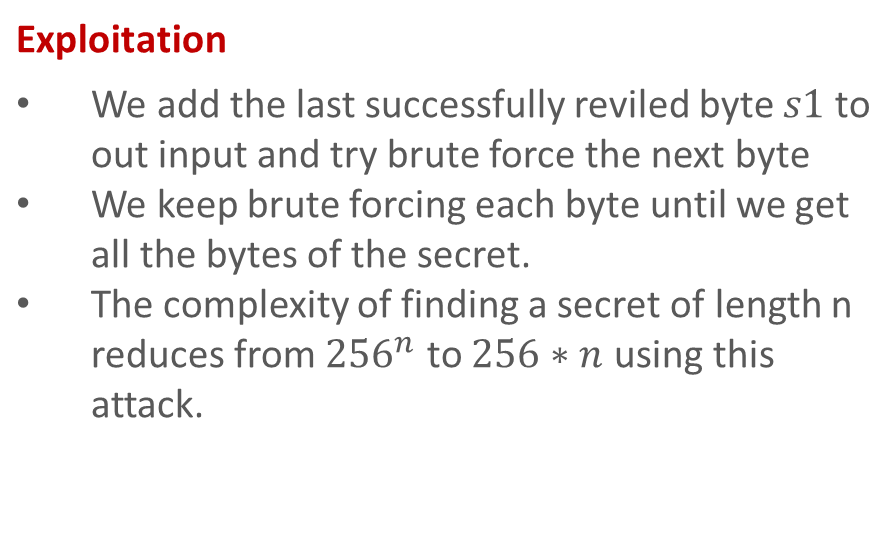 Exploitation
• We add the last successfully reviled byte s1 to
out input and try brute force the next byte
• We keep brute forcing each byte until we get
all the bytes of the secret.
• The complexity of finding a secret of length n
reduces from 256ⁿ to 256 ∗ n using this
attack.